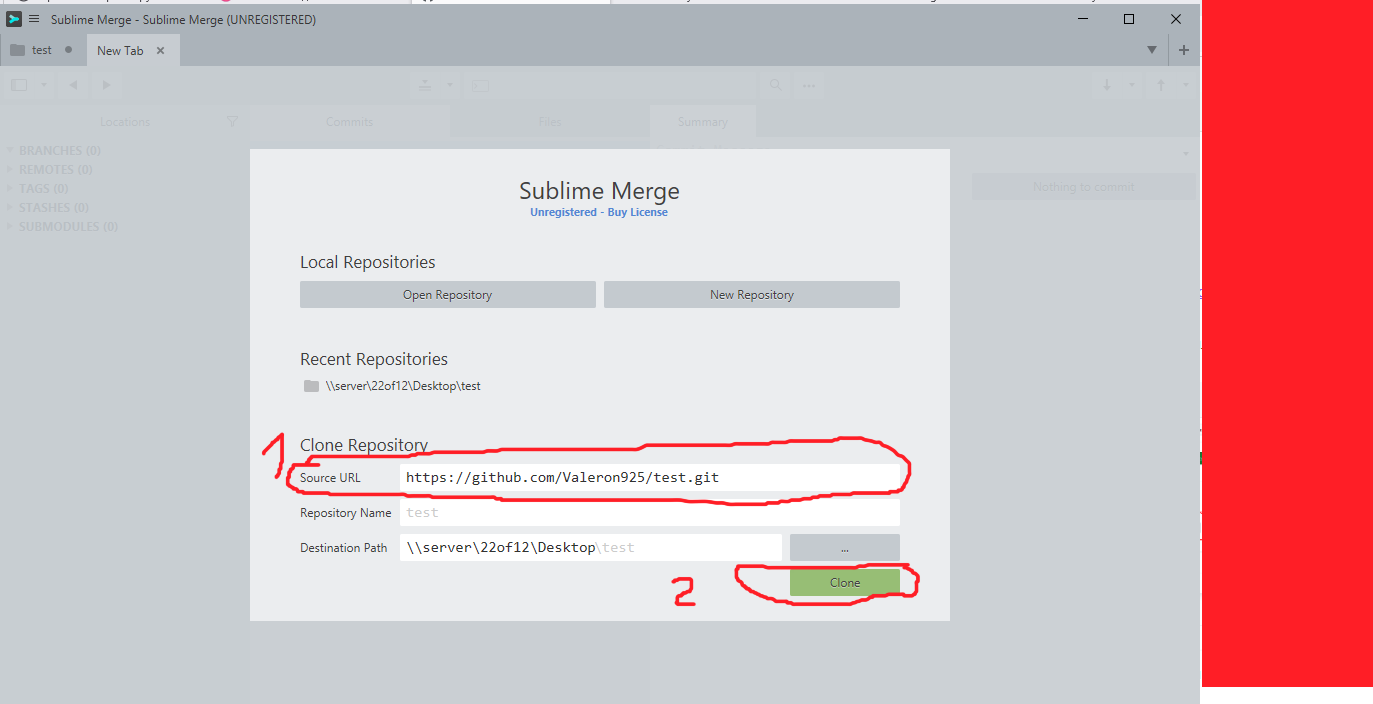 Sublime Merge - Sublime Merge (UNREGISTERED)
test
New Tab
Locations
Commits
Files
Summary
BRANCHES (0)
REMOTES (0)
TAGS (0)
STASHES (0)
SUBMODULES (0)
Nothing to commit
Sublime Merge
Unregistered - Buy License
Local Repositories
Open Repository
New Repository
Recent Repositories
\\server\22of12\Desktop\test
1
Clone Repository
Source URL
https://github.com/Valeron925/test.git
Repository Name
test
Destination Path
\\server\22of12\Desktop\test
...
2
Clone